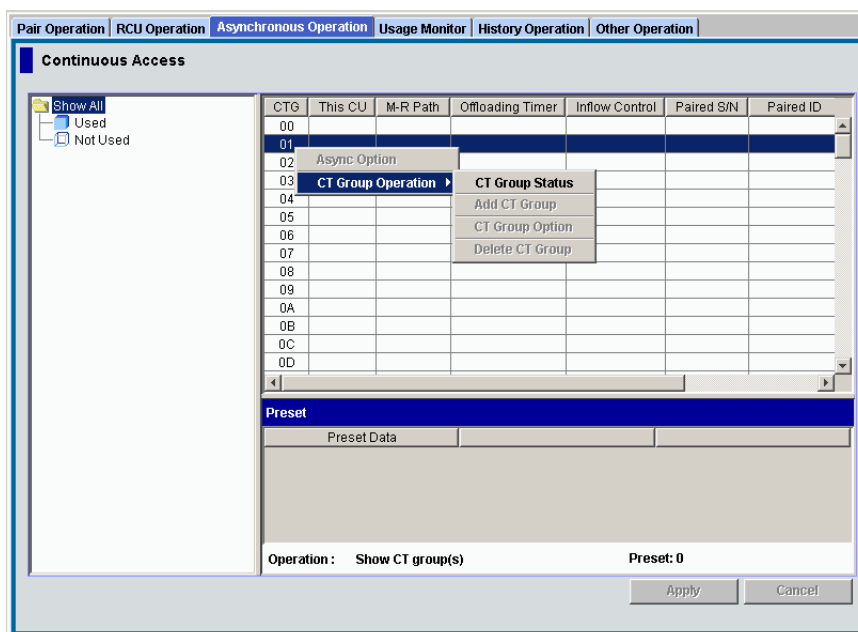 Pair Operation RCU Operation Asynchronous Operation Usage Monitor History Operation Other Operation
Continuous Access
Show All
Used
Not Used
CTG This CU M-R Path Offloading Timer Inflow Control Paired S/N Paired ID
00
01
02
03
04
05
06
07
08
09
0A
0B
0C
0D
Async Option
CT Group Operation
CT Group Status
Add CT Group
CT Group Option
Delete CT Group
Preset
Preset Data
Operation : Show CT group(s) Preset: 0
Apply Cancel